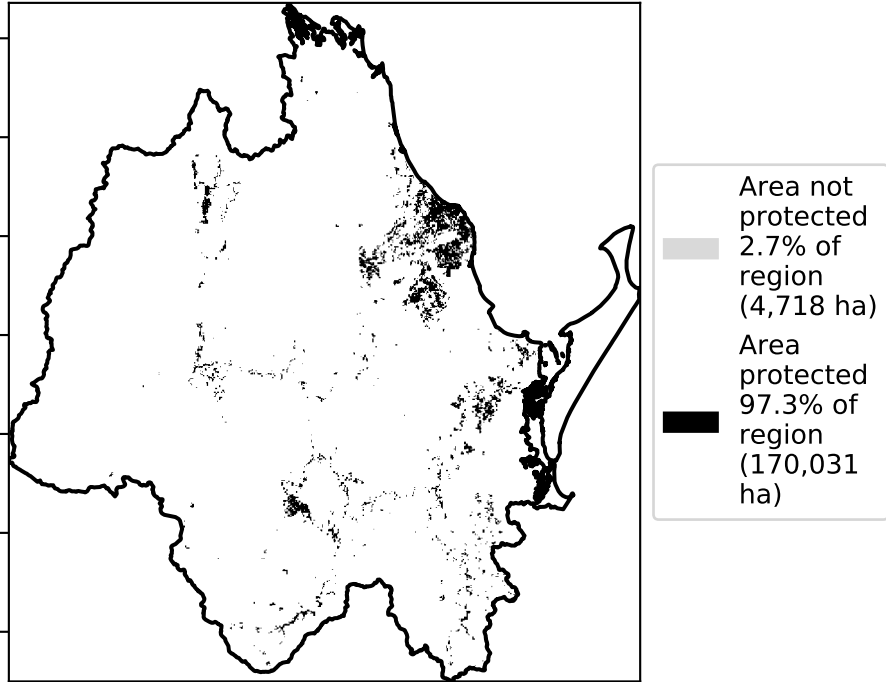 Area not
protected
2.7% of
region
(4,718 ha)
Area
protected
97.3% of
region
(170,031
ha)